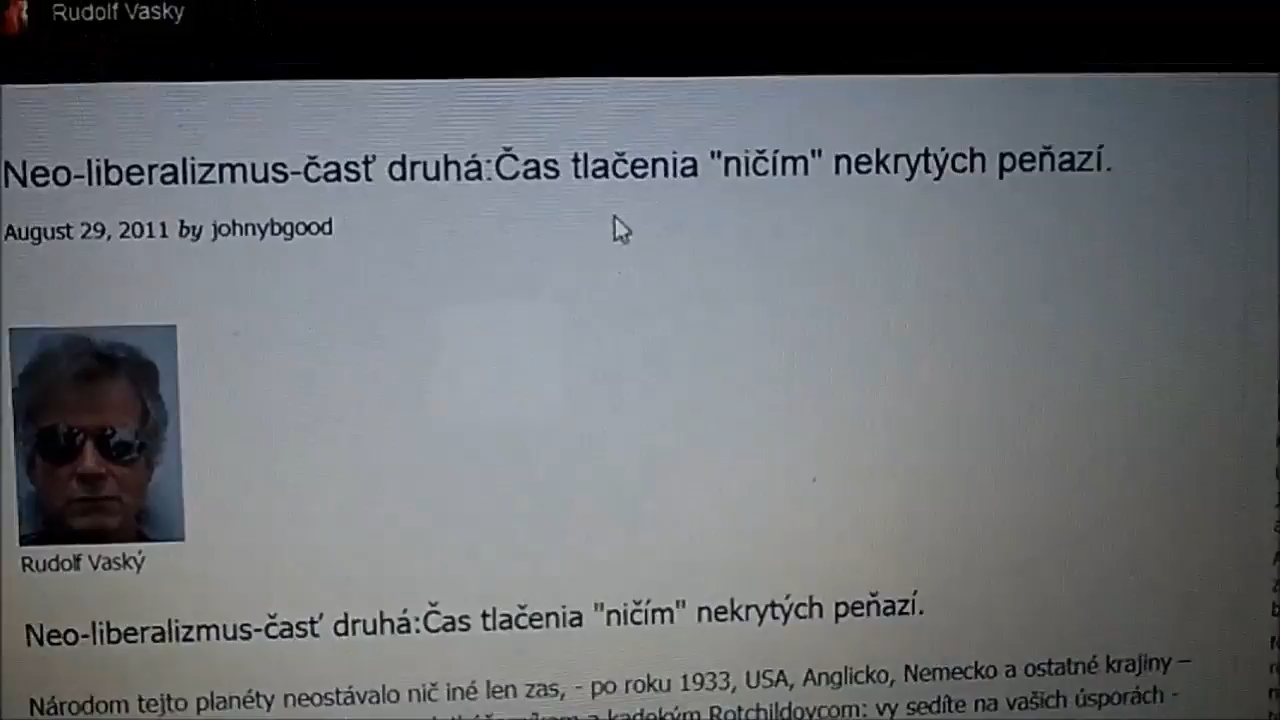 Rudolf Vasky
Neo-liberalizmus-časť druhá:Čas tlačenia "ničím" nekrytých peňazí.
August 29, 2011 by johnybgood
Rudolf Vaský
Neo-liberalizmus-časť druhá:Čas tlačenia "ničím" nekrytých peňazí.
Národom tejto planéty neostávalo nič iné len zas, - po roku 1933, USA, Anglicko, Nemecko a ostatné krajiny –
a kadekým Rotchildovcom: vy sedíte na vašich úsporách -